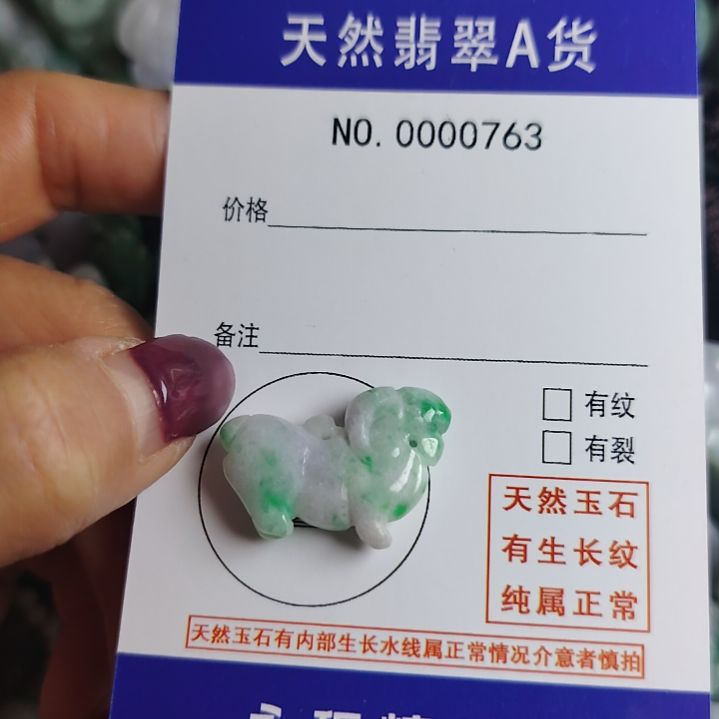 天然翡翠A货
NO. 0000763
价格
备注
有纹
有裂
天然玉石
有生长纹
纯属正常
天然玉石有内部生长水线属正常情况介意者慎拍